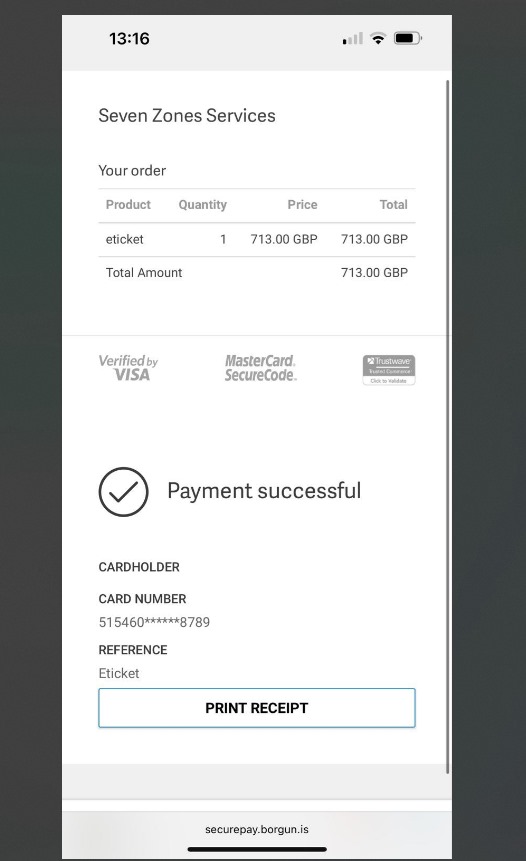 13:16
Seven Zones Services
Your order
Product Quantity Price Total
eticket 1 713.00 GBP 713.00 GBP
Total Amount 713.00 GBP
Verified by VISA
MasterCard. SecureCode.
Trustwave
Trusted Commerce
Click to Validate
Payment successful
CARDHOLDER
CARD NUMBER
515460******8789
REFERENCE
Eticket
PRINT RECEIPT
securepay.borgun.is